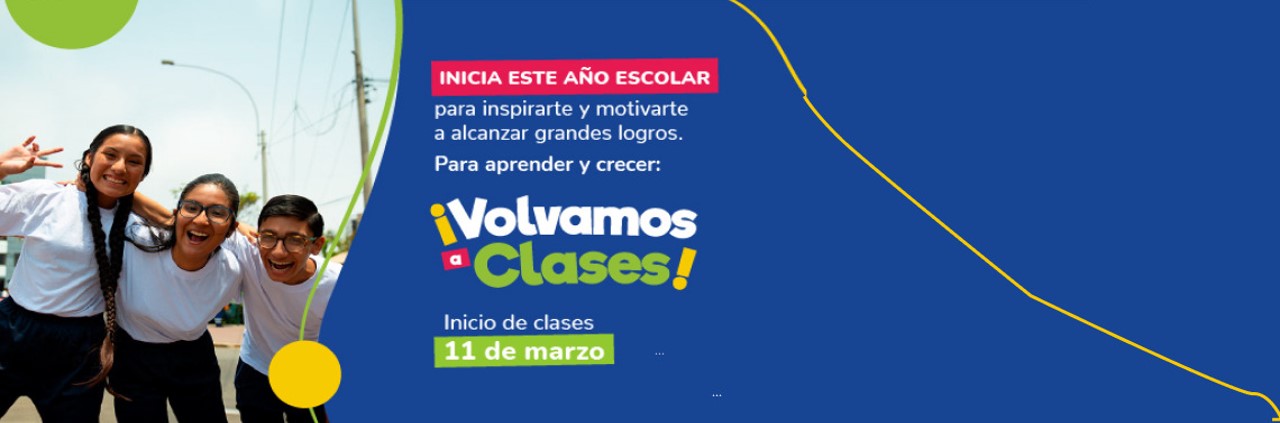 INICIA ESTE AÑO ESCOLAR
para inspirarte y motivarte
a alcanzar grandes logros.
Para aprender y crecer:
¡Volvamos
a Clases!
Inicio de clases
11 de marzo
...
...